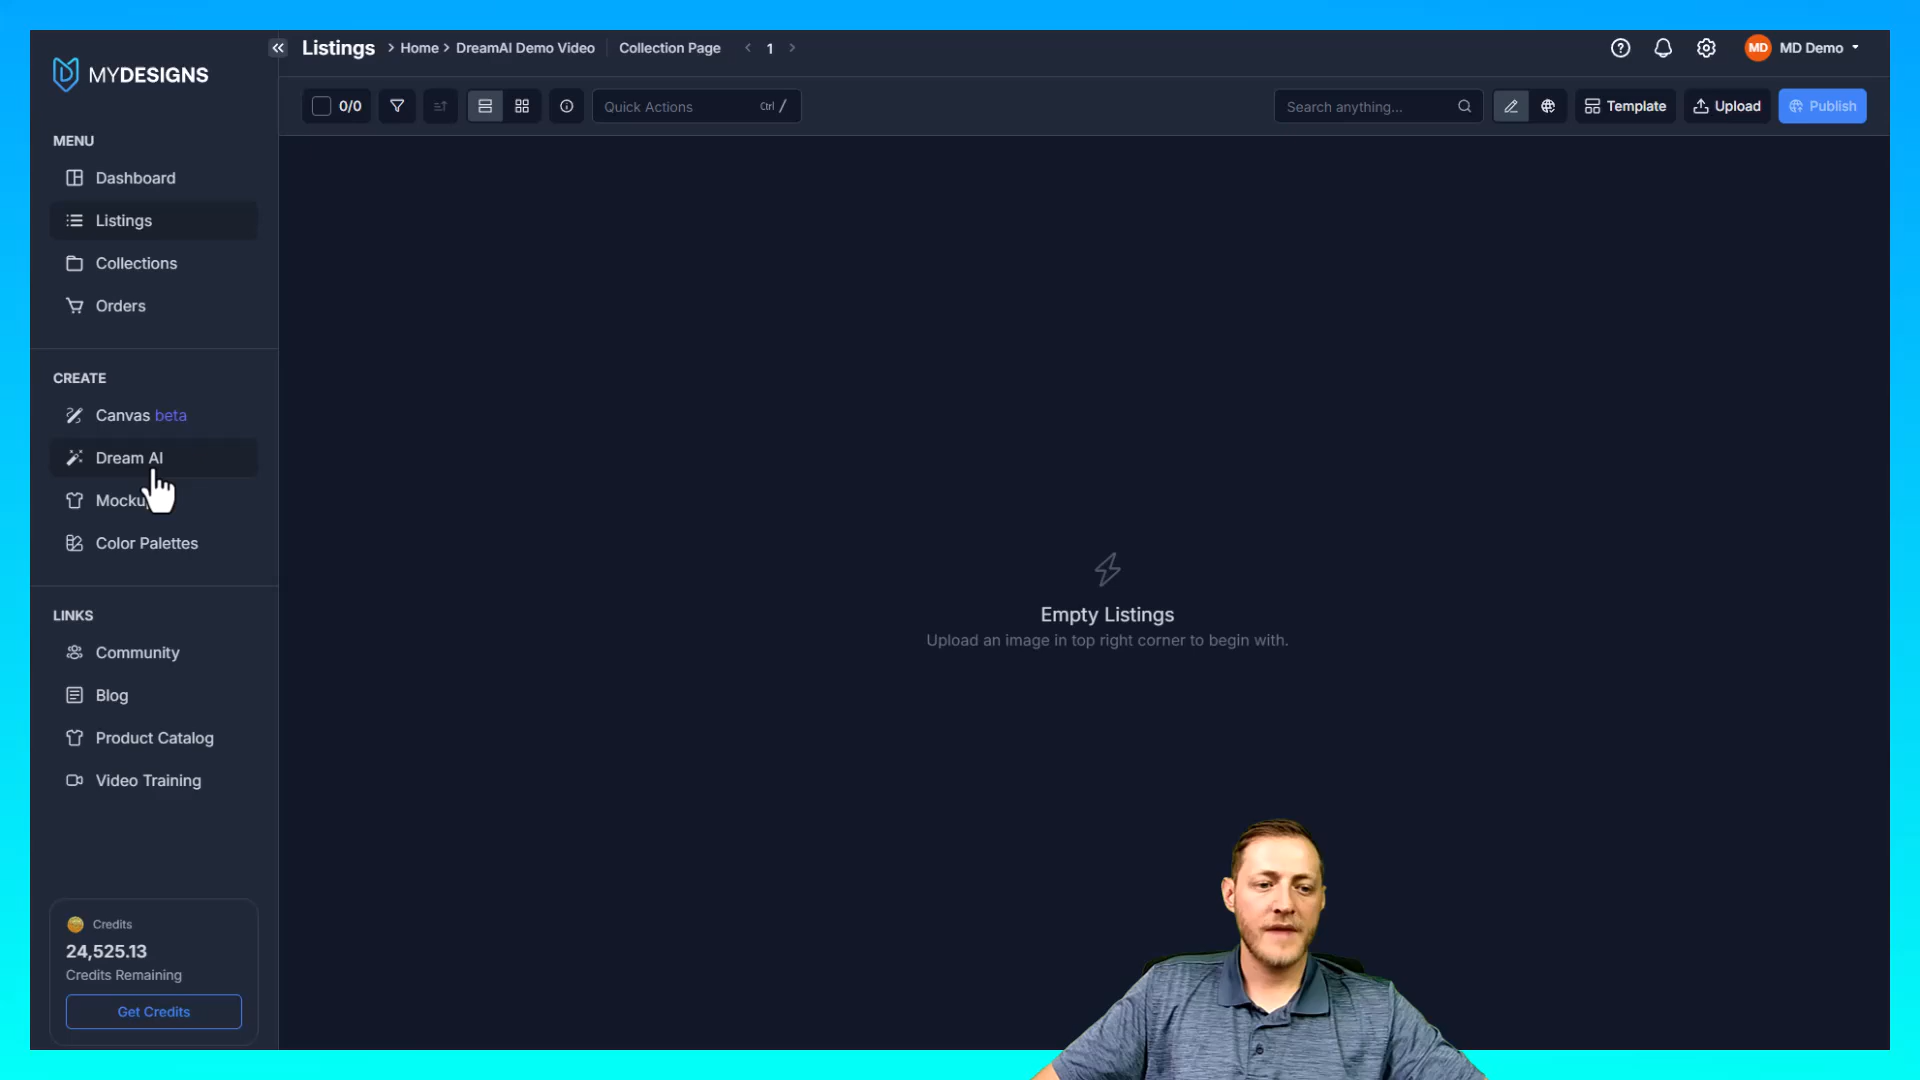 MYDESIGNS
Listings > Home > DreamAI Demo Video Collection Page < 1 >
MD MD Demo
0/0
Quick Actions Ctrl /
Search anything...
Template
Upload
Publish
MENU
Dashboard
Listings
Collections
Orders
CREATE
Canvas beta
Dream AI
Color Palettes
LINKS
Community
Blog
Product Catalog
Video Training
Credits
24,525.13
Credits Remaining
Get Credits
Empty Listings
Upload an image in top right corner to begin with.